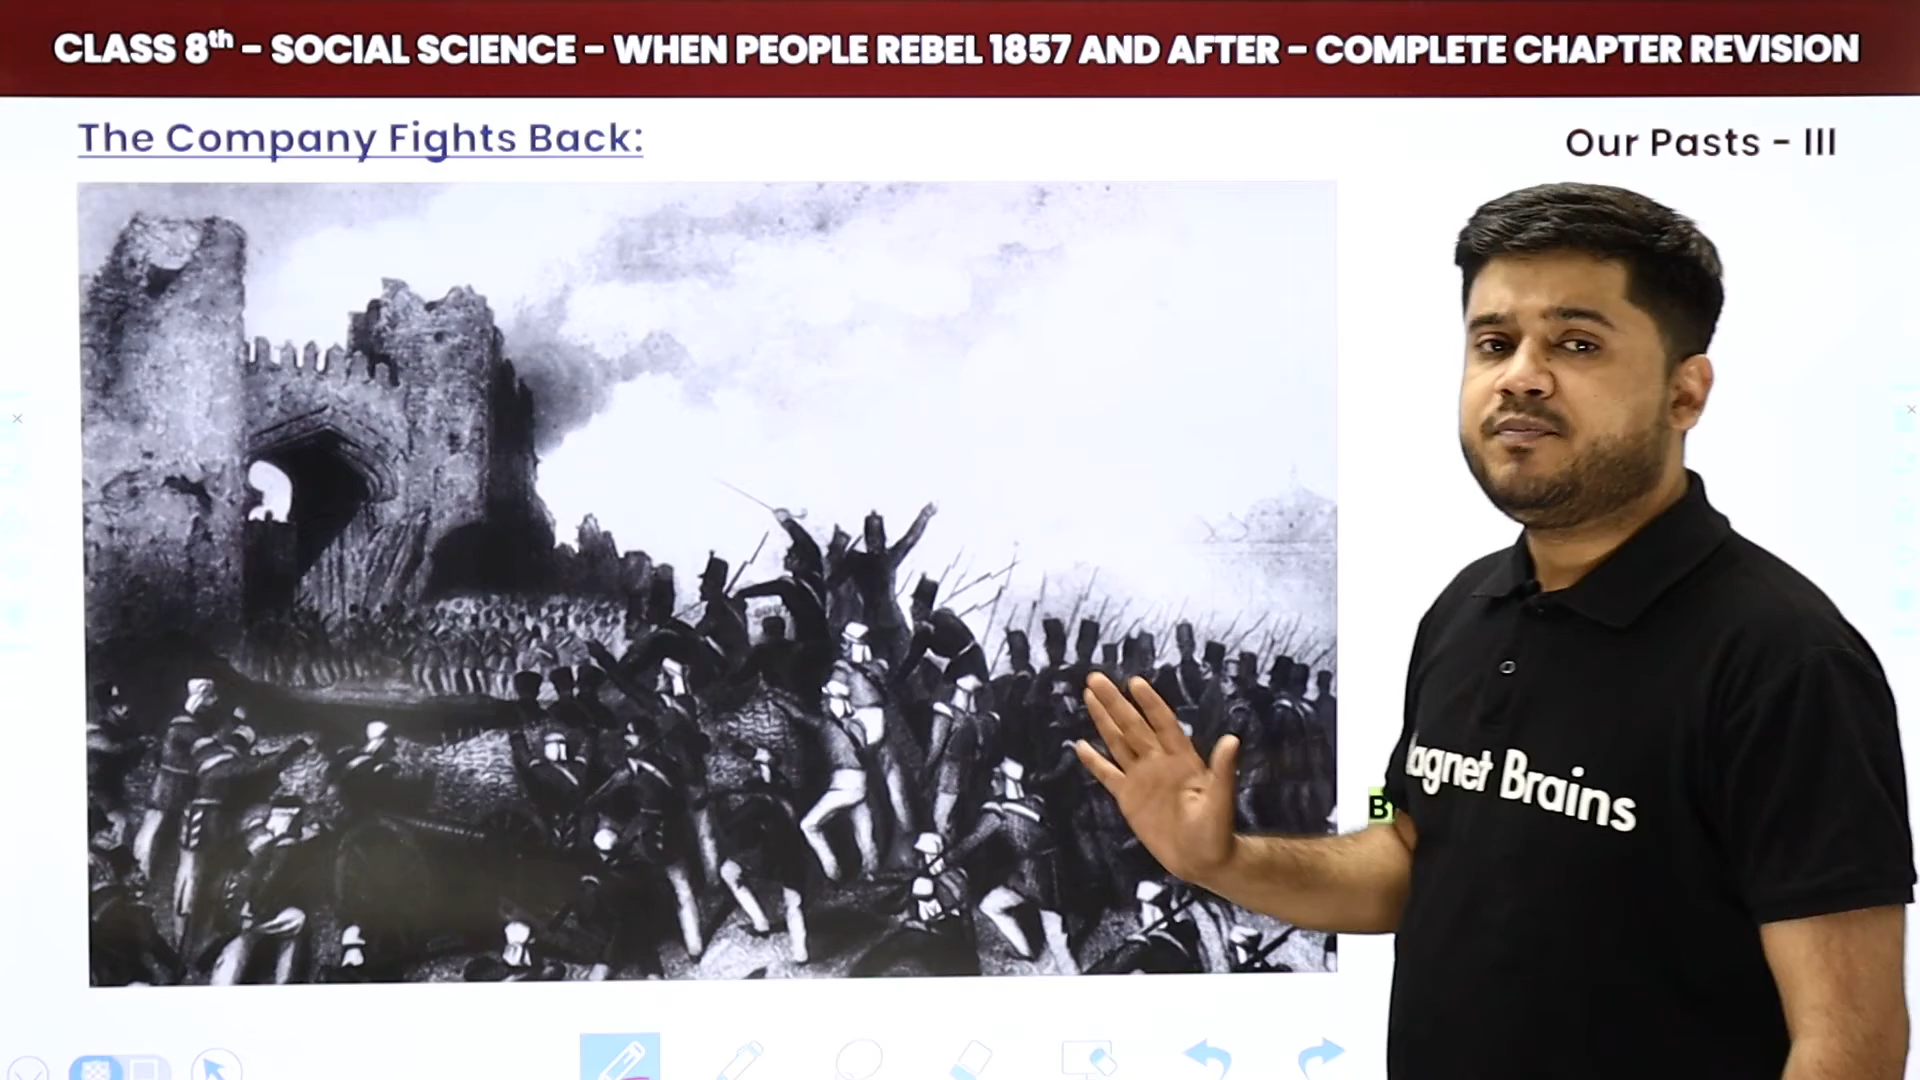 CLASS 8th – SOCIAL SCIENCE – WHEN PEOPLE REBEL 1857 AND AFTER – COMPLETE CHAPTER REVISION
The Company Fights Back:
Our Pasts - III
agnet Brains
B